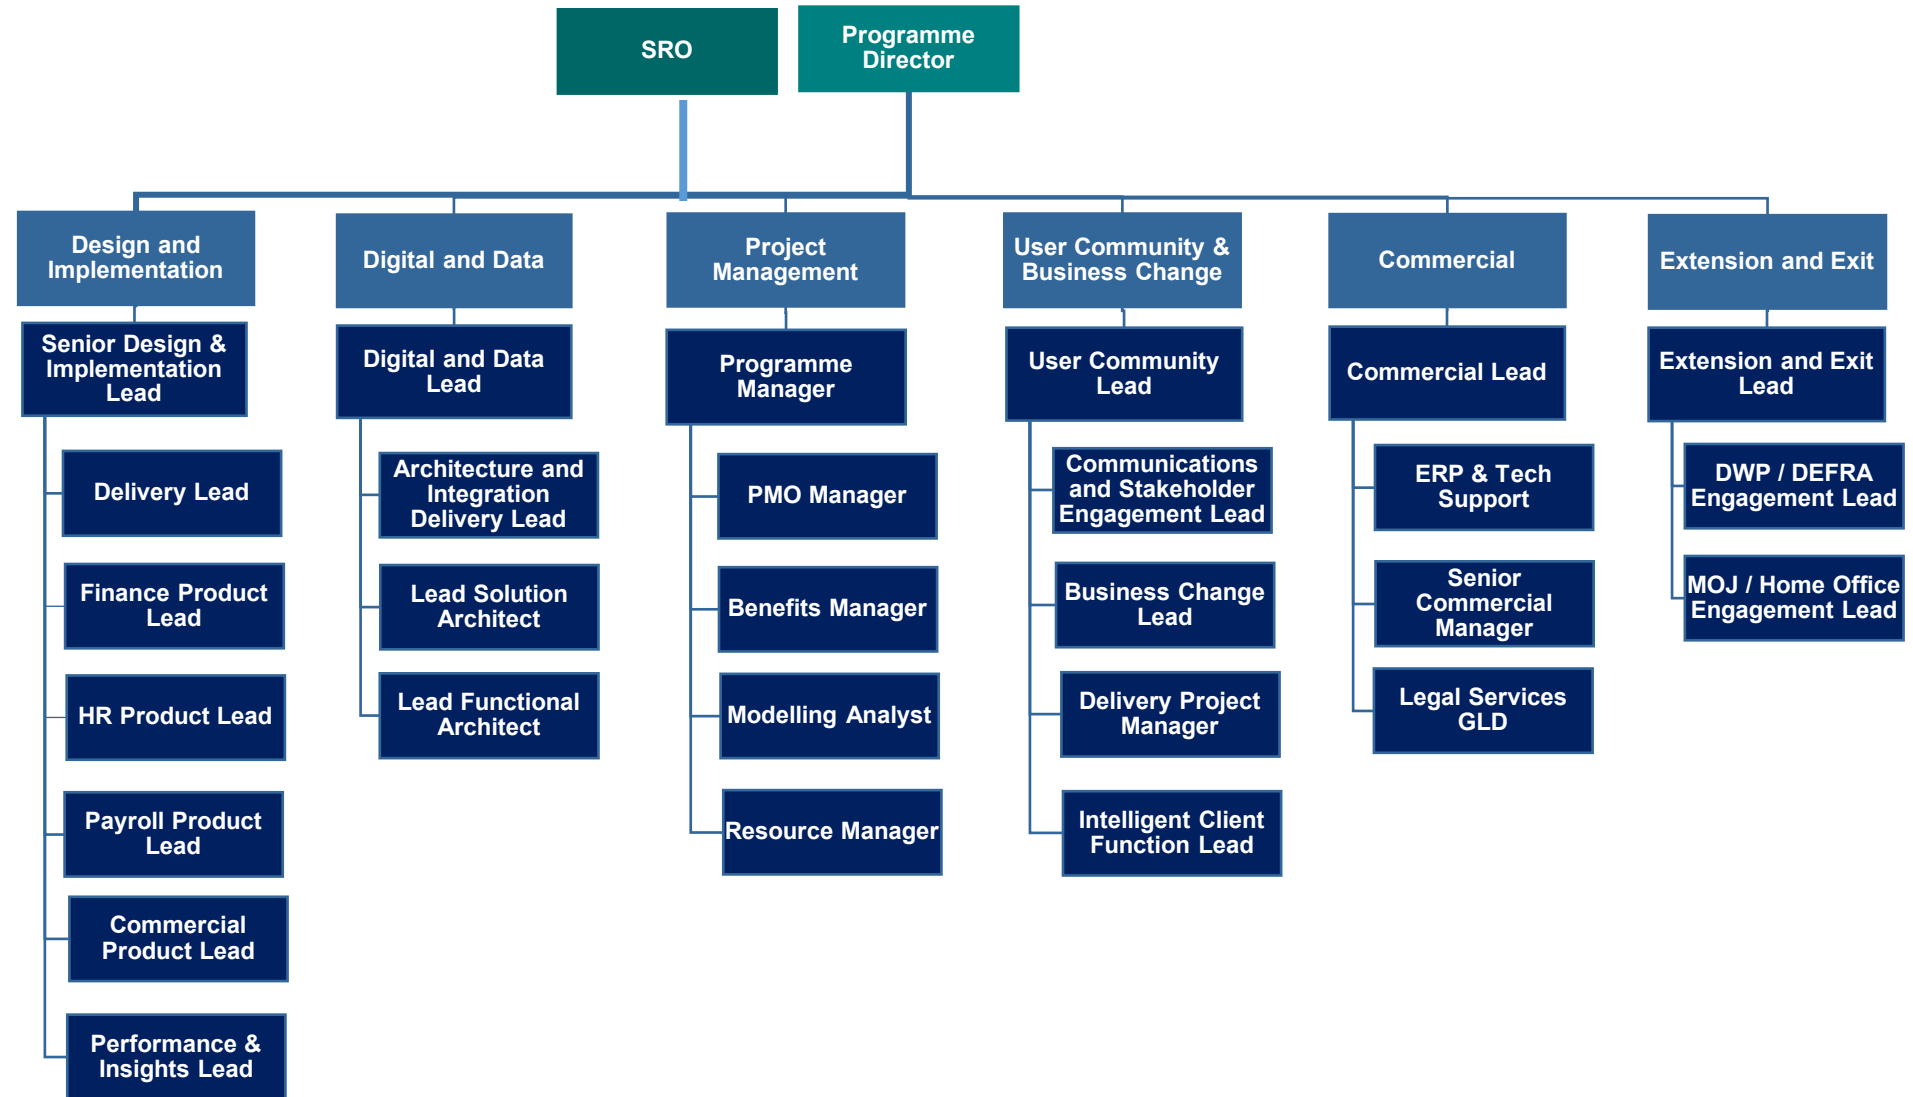 SRO
Programme
Director
Design and
Implementation
Digital and Data
Project
Management
User Community &
Business Change
Commercial
Extension and Exit
Senior Design &
Implementation
Lead
Delivery Lead
Finance Product
Lead
HR Product Lead
Payroll Product
Lead
Commercial
Product Lead
Performance &
Insights Lead
Digital and Data
Lead
Architecture and
Integration
Delivery Lead
Lead Solution
Architect
Lead Functional
Architect
Programme
Manager
PMO Manager
Benefits Manager
Modelling Analyst
Resource Manager
User Community
Lead
Communications
and Stakeholder
Engagement Lead
Business Change
Lead
Delivery Project
Manager
Intelligent Client
Function Lead
Commercial Lead
ERP & Tech
Support
Senior
Commercial
Manager
Legal Services
GLD
Extension and Exit
Lead
DWP / DEFRA
Engagement Lead
MOJ / Home Office
Engagement Lead